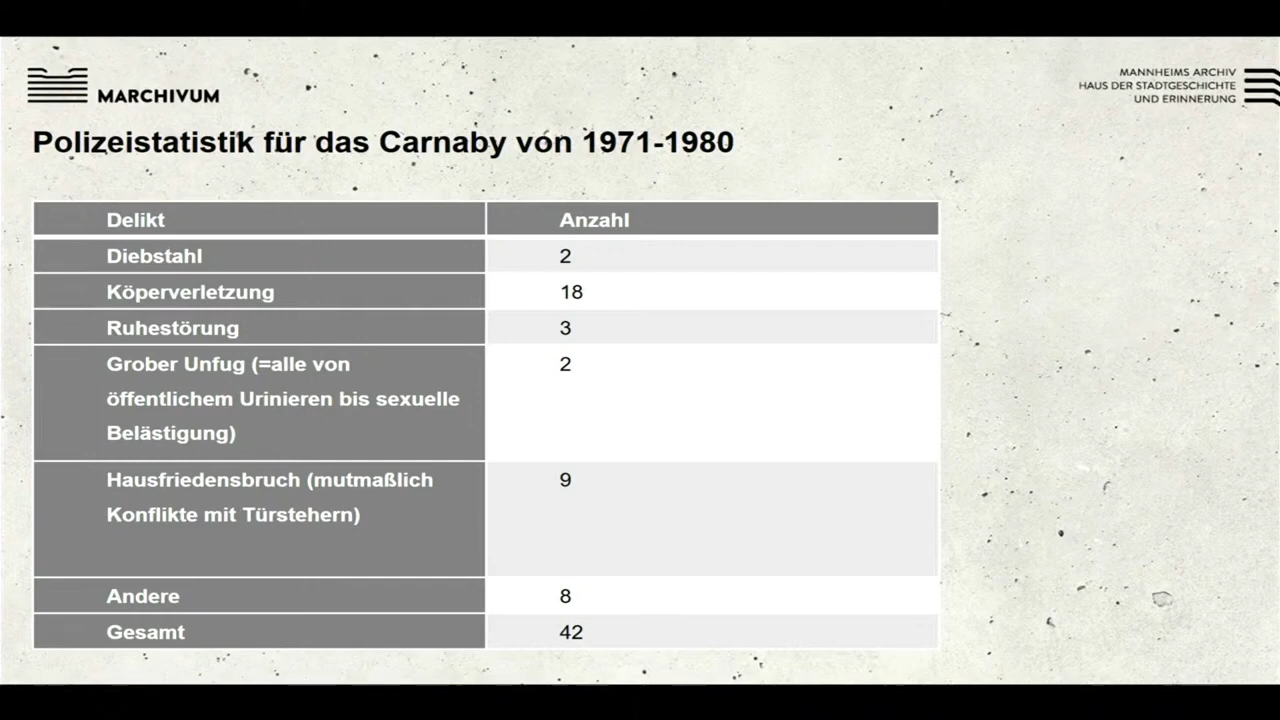 MARCHIVUM
MANNHEIMS ARCHIV
HAUS DER STADTGESCHICHTE
UND ERINNERUNG
Polizeistatistik für das Carnaby von 1971-1980
Delikt Anzahl
Diebstahl 2
Köperverletzung 18
Ruhestörung 3
Grober Unfug (=alle von 2
öffentlichem Urinieren bis sexuelle
Belästigung)
Hausfriedensbruch (mutmaßlich 9
Konflikte mit Türstehern)
Andere 8
Gesamt 42